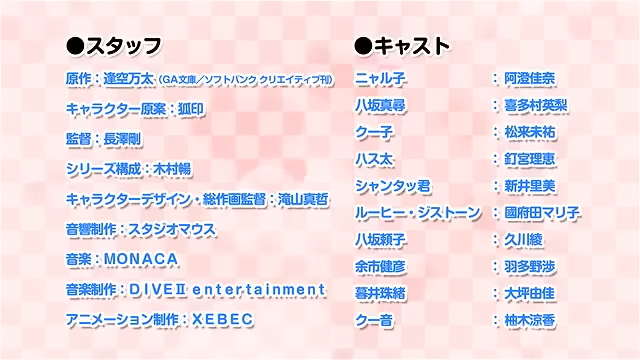 ●スタッフ
原作：逢空万太（GA文庫／ソフトバンク クリエイティブ刊）
キャラクター原案：狐印
監督：長澤剛
シリーズ構成：木村暢
キャラクターデザイン・総作画監督：滝山真哲
音響制作：スタジオマウス
音楽：ＭＯＮＡＣＡ
音楽制作：ＤＩＶＥⅡ ｅｎｔｅｒｔａｉｎｍｅｎｔ
アニメーション制作：ＸＥＢＥＣ
●キャスト
ニャル子：阿澄佳奈
八坂真尋：喜多村英梨
クー子：松来未祐
ハス太：釘宮理恵
シャンタッ君：新井里美
ルーヒー・ジストーン：國府田マリ子
八坂頼子：久川綾
余市健彦：羽多野渉
暮井珠緒：大坪由佳
クー音：柚木涼香